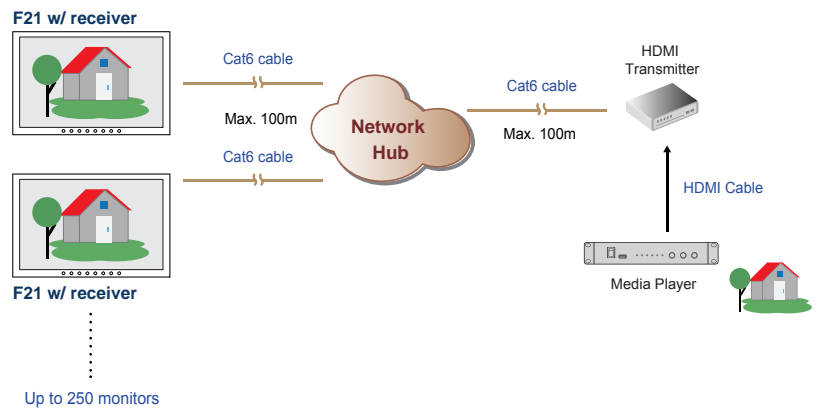 F21 w/ receiver
Cat6 cable
Max. 100m
Cat6 cable
Network
Hub
Cat6 cable
Max. 100m
HDMI
Transmitter
HDMI Cable
Media Player
F21 w/ receiver
Up to 250 monitors